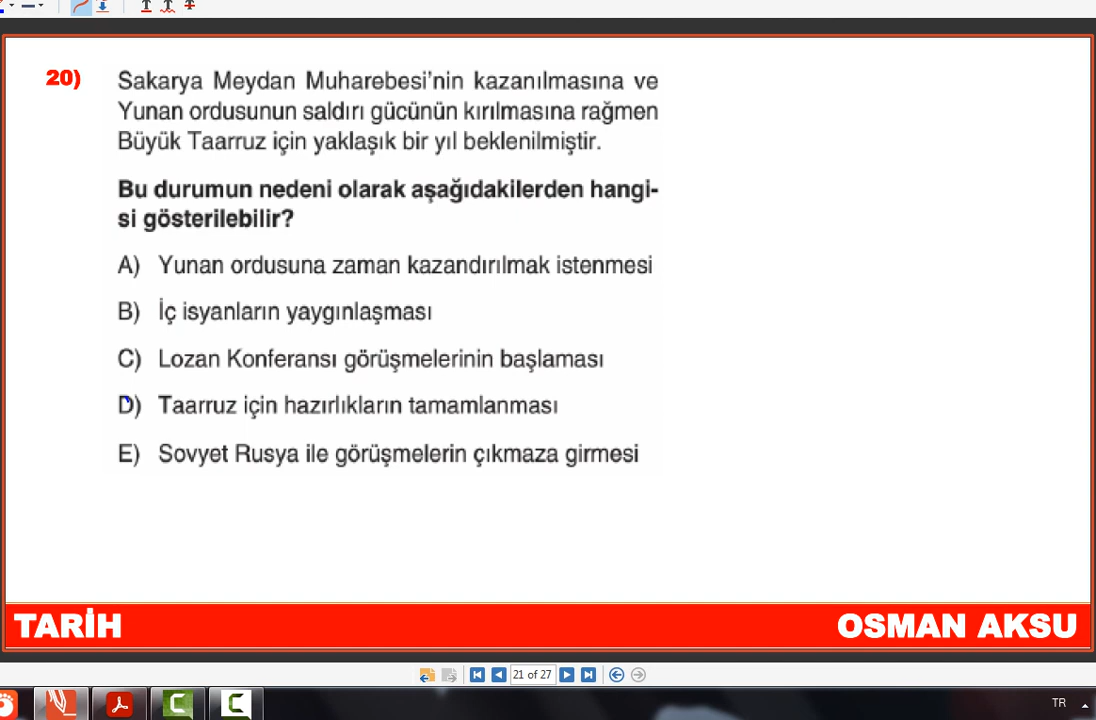 20)
Sakarya Meydan Muharebesi'nin kazanılmasına ve
Yunan ordusunun saldırı gücünün kırılmasına rağmen
Büyük Taarruz için yaklaşık bir yıl beklenilmiştir.
Bu durumun nedeni olarak aşağıdakilerden hangi-
si gösterilebilir?
A) Yunan ordusuna zaman kazandırılmak istenmesi
B) İç isyanların yaygınlaşması
C) Lozan Konferansı görüşmelerinin başlaması
D) Taarruz için hazırlıkların tamamlanması
E) Sovyet Rusya ile görüşmelerin çıkmaza girmesi
TARİH
OSMAN AKSU
21 of 27
TR